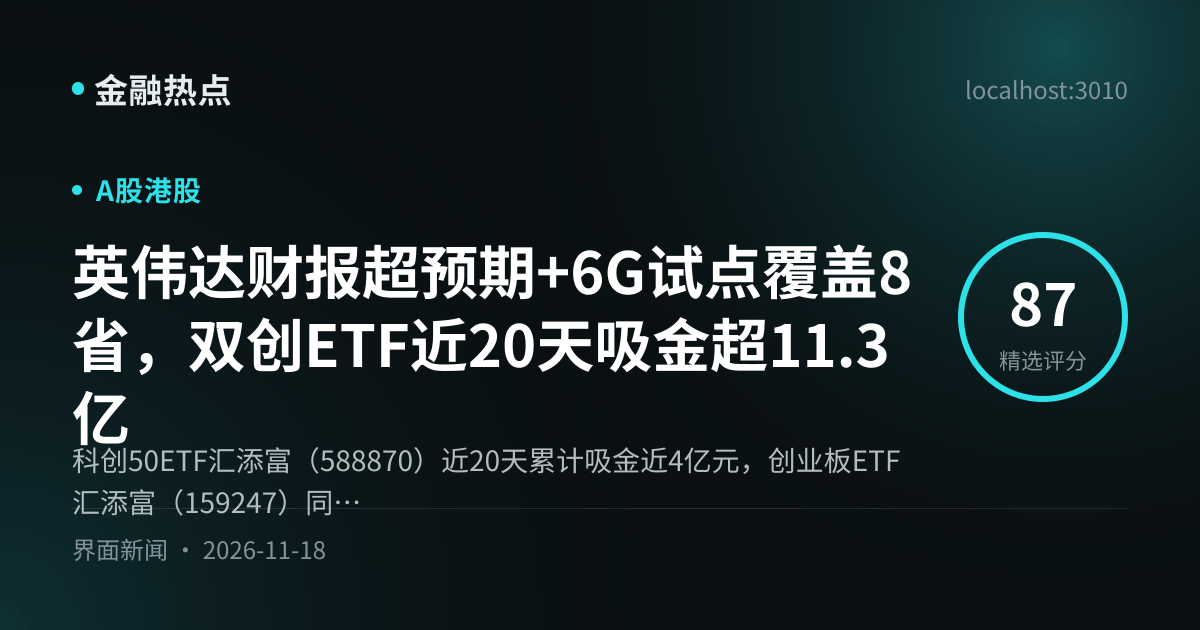 金融热点
localhost:3010
A股港股
英伟达财报超预期+6G试点覆盖8
省，双创ETF近20天吸金超11.3
亿
87
精选评分
科创50ETF汇添富（588870）近20天累计吸金近4亿元，创业板ETF
汇添富（159247）同…
界面新闻 · 2026-11-18